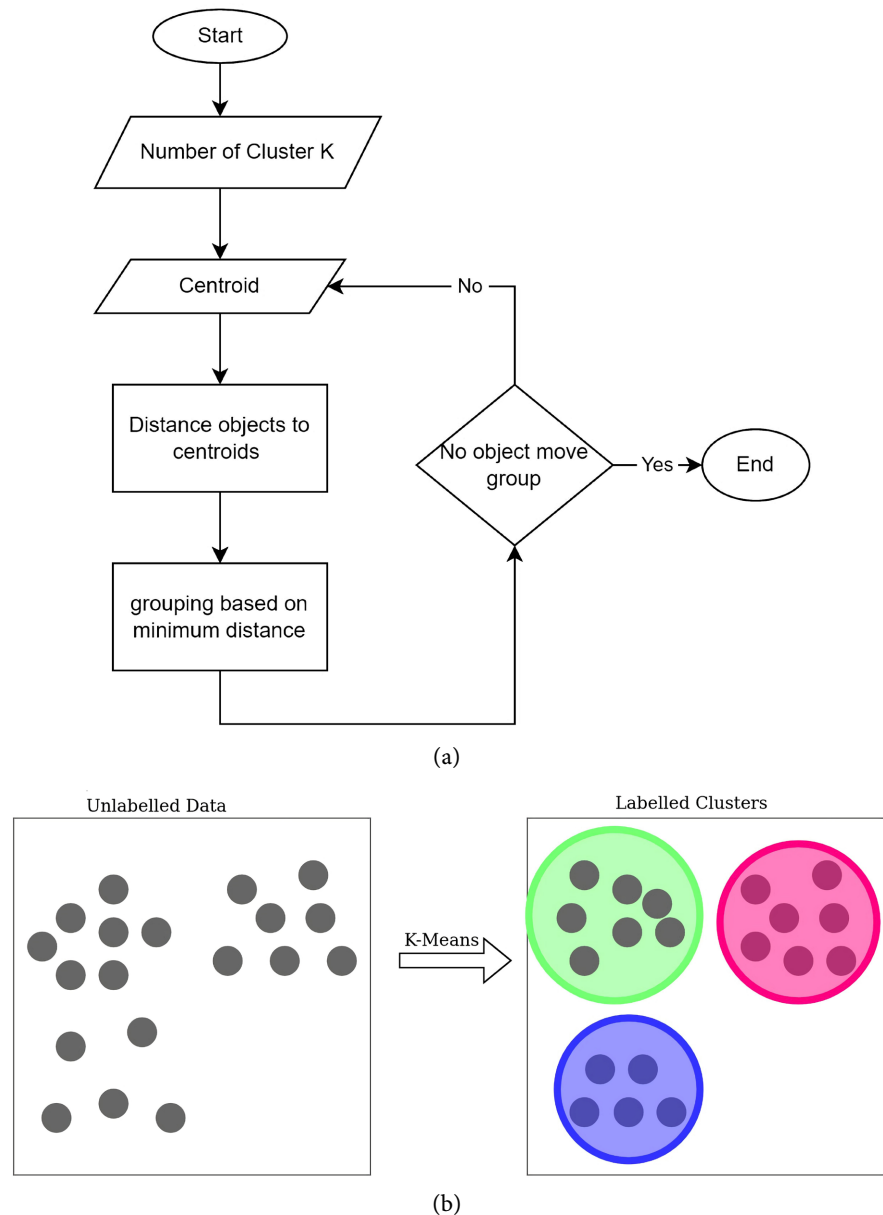 Start
Number of Cluster K
Centroid
No
Distance objects to
centroids
No object move
group
Yes
End
grouping based on
minimum distance
(a)
Unlabelled Data
Labelled Clusters
K-Means
(b)